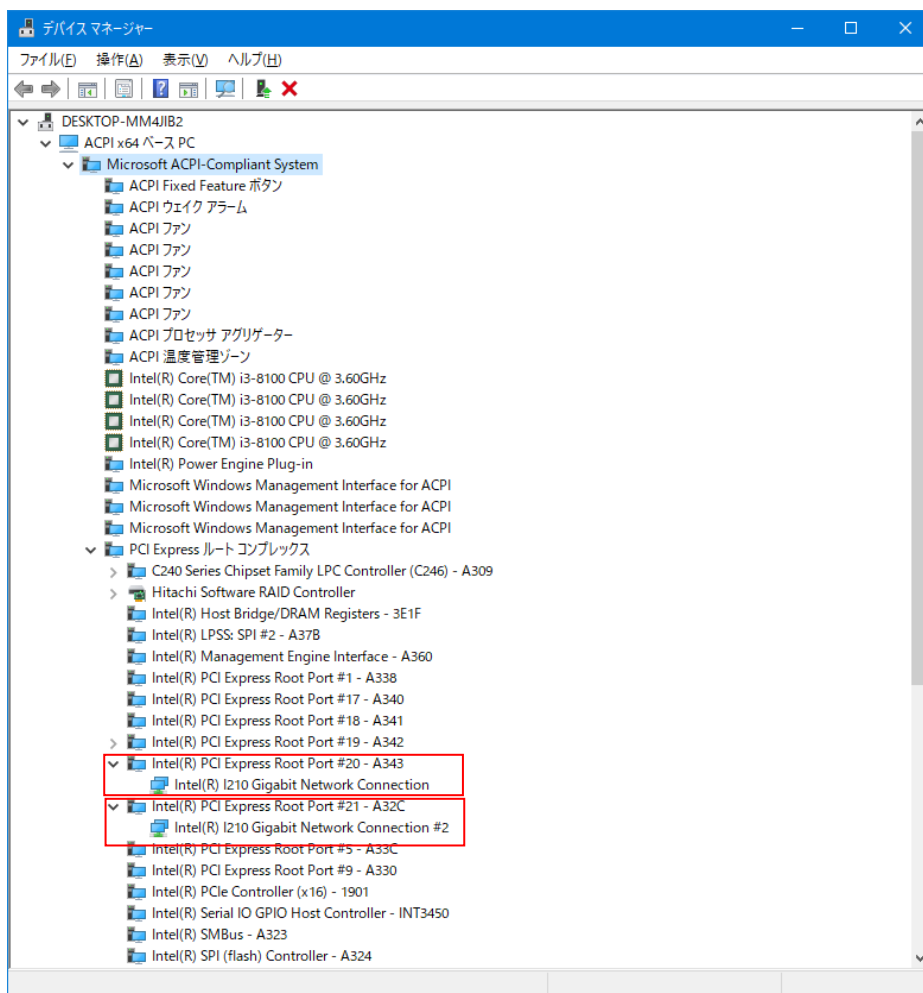 デバイス マネージャー
ファイル(F) 操作(A) 表示(V) ヘルプ(H)
DESKTOP-MM4JIB2
ACPI x64 ベース PC
Microsoft ACPI-Compliant System
ACPI Fixed Feature ボタン
ACPI ウェイク アラーム
ACPI ファン
ACPI ファン
ACPI ファン
ACPI ファン
ACPI ファン
ACPI プロセッサ アグリゲーター
ACPI 温度管理ゾーン
Intel(R) Core(TM) i3-8100 CPU @ 3.60GHz
Intel(R) Core(TM) i3-8100 CPU @ 3.60GHz
Intel(R) Core(TM) i3-8100 CPU @ 3.60GHz
Intel(R) Core(TM) i3-8100 CPU @ 3.60GHz
Intel(R) Power Engine Plug-in
Microsoft Windows Management Interface for ACPI
Microsoft Windows Management Interface for ACPI
Microsoft Windows Management Interface for ACPI
PCI Express ルート コンプレックス
C240 Series Chipset Family LPC Controller (C246) - A309
Hitachi Software RAID Controller
Intel(R) Host Bridge/DRAM Registers - 3E1F
Intel(R) LPSS: SPI #2 - A37B
Intel(R) Management Engine Interface - A360
Intel(R) PCI Express Root Port #1 - A338
Intel(R) PCI Express Root Port #17 - A340
Intel(R) PCI Express Root Port #18 - A341
Intel(R) PCI Express Root Port #19 - A342
Intel(R) PCI Express Root Port #20 - A343
Intel(R) I210 Gigabit Network Connection
Intel(R) PCI Express Root Port #21 - A32C
Intel(R) I210 Gigabit Network Connection #2
Intel(R) PCI Express Root Port #5 - A33C
Intel(R) PCI Express Root Port #9 - A330
Intel(R) PCIe Controller (x16) - 1901
Intel(R) Serial IO GPIO Host Controller - INT3450
Intel(R) SMBus - A323
Intel(R) SPI (flash) Controller - A324